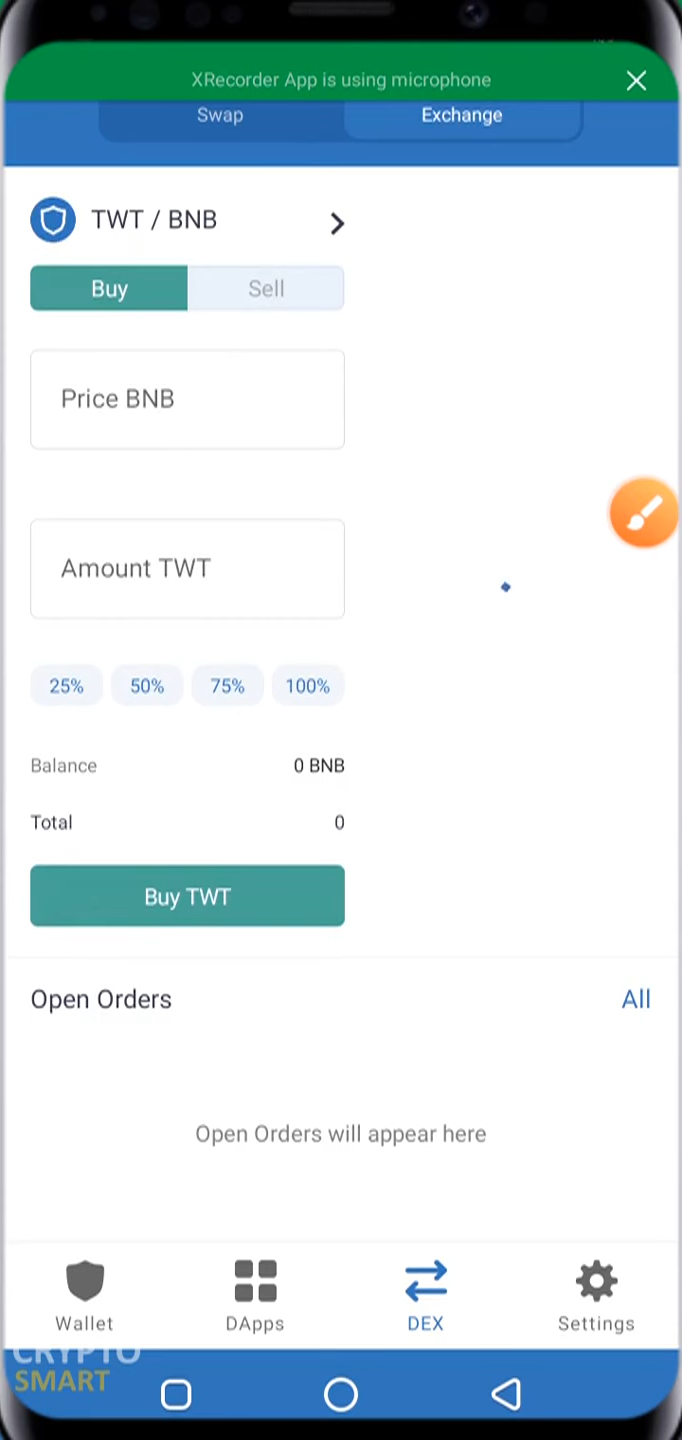 XRecorder App is using microphone
Swap
Exchange
TWT / BNB
Buy
Sell
Price BNB
Amount TWT
25%
50%
75%
100%
Balance
0 BNB
Total
0
Buy TWT
Open Orders
All
Open Orders will appear here
Wallet
DApps
DEX
Settings
CRYPTO
SMART